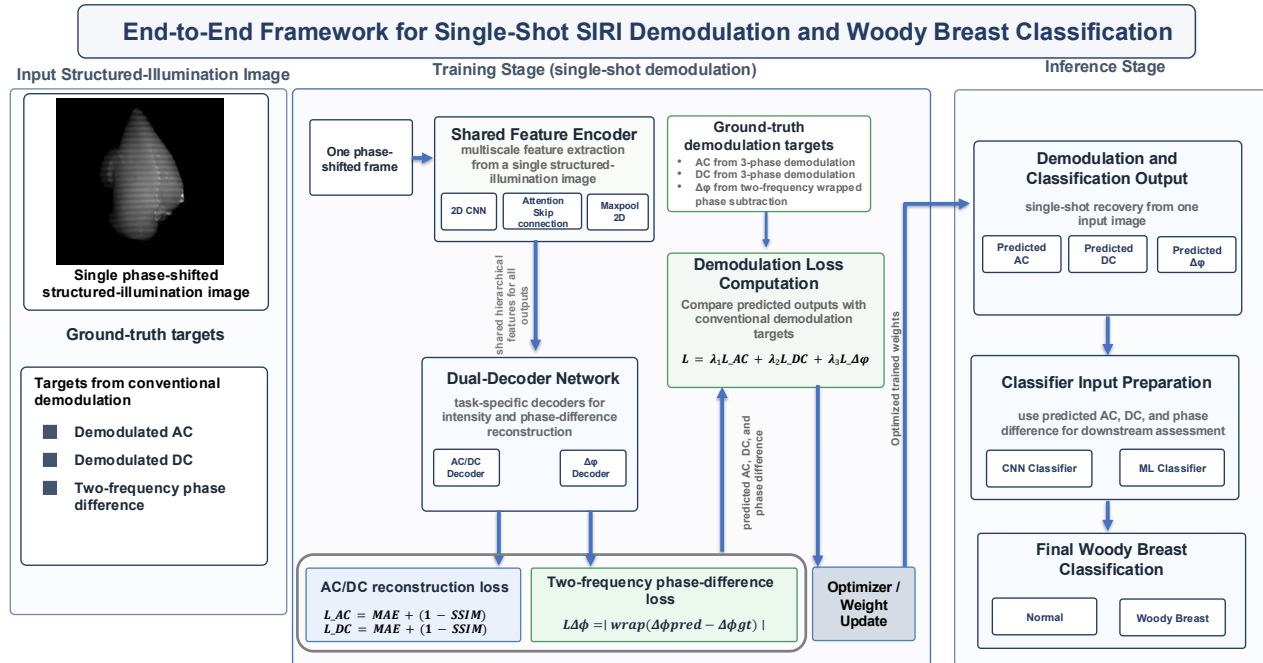 End-to-End Framework for Single-Shot SIRI Demodulation and Woody Breast Classification
Input Structured-Illumination Image
Single phase-shifted
structured-illumination image
Ground-truth targets
Targets from conventional
demodulation
Demodulated AC
Demodulated DC
Two-frequency phase
difference
Training Stage (single-shot demodulation)
One phase-
shifted frame
Shared Feature Encoder
multiscale feature extraction
from a single structured-
illumination image
2D CNN
Attention
Skip
connection
Maxpool
2D
shared hierarchical
features for all
outputs
Dual-Decoder Network
task-specific decoders for
intensity and phase-difference
reconstruction
AC/DC
Decoder
Δφ
Decoder
AC/DC reconstruction loss
L_AC = MAE + (1 − SSIM)
L_DC = MAE + (1 − SSIM)
Two-frequency phase-difference
loss
LΔϕ =| wrap(Δϕpred − Δϕgt) |
Ground-truth
demodulation targets
• AC from 3-phase demodulation
• DC from 3-phase demodulation
• Δφ from two-frequency wrapped
phase subtraction
Demodulation Loss
Computation
Compare predicted outputs with
conventional demodulation
targets
L = λ₁L_AC + λ₂L_DC + λ₃L_Δφ
predicted AC, DC, and
phase difference
Optimizer /
Weight
Update
Optimized trained weights
Inference Stage
Demodulation and
Classification Output
single-shot recovery from one
input image
Predicted
AC
Predicted
DC
Predicted
Δφ
Classifier Input Preparation
use predicted AC, DC, and phase
difference for downstream assessment
CNN Classifier
ML Classifier
Final Woody Breast
Classification
Normal
Woody Breast